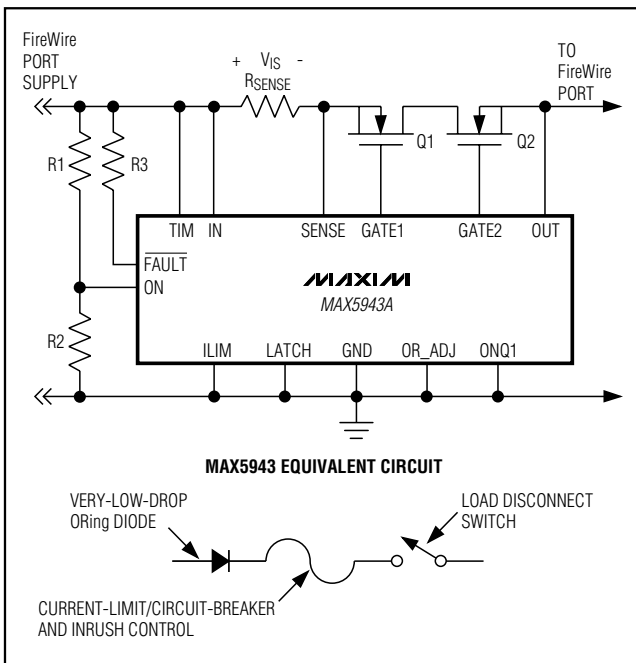 FireWire
PORT
SUPPLY
+ VIS -
RSENSE
TO
FireWire
PORT
R1
R3
Q1
Q2
TIM
IN
SENSE
GATE1
GATE2
OUT
FAULT
ON
MAXIM
MAX5943A
R2
ILIM
LATCH
GND
OR_ADJ
ONQ1
MAX5943 EQUIVALENT CIRCUIT
VERY-LOW-DROP
ORing DIODE
LOAD DISCONNECT
SWITCH
CURRENT-LIMIT/CIRCUIT-BREAKER
AND INRUSH CONTROL